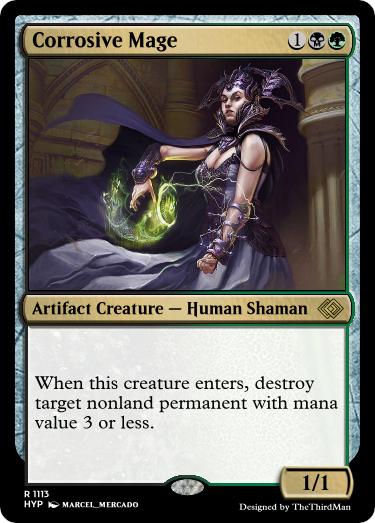 Corrosive Mage 1
Artifact Creature — Human Shaman
When this creature enters, destroy
target nonland permanent with mana
value 3 or less.
1/1
R 1113
HYP MARCEL_MERCADO
Designed by TheThirdMan